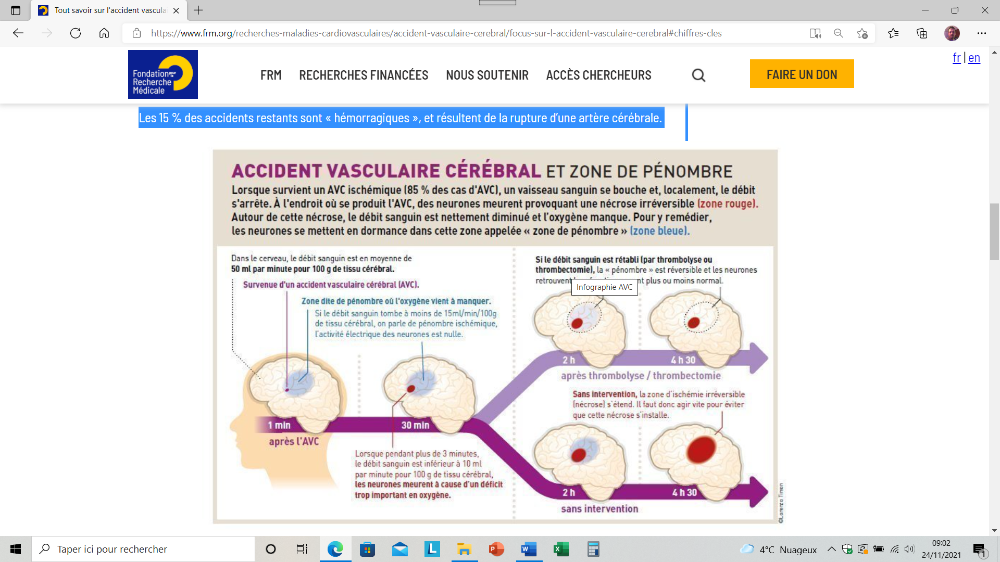 Tout savoir sur l'accident vascula
https://www.frm.org/recherches-maladies-cardiovasculaires/accident-vasculaire-cerebral/focus-sur-l-accident-vasculaire-cerebral#chiffres-cles
fr | en
Fondation pour la
Recherche
Médicale
FRM
RECHERCHES FINANCÉES
NOUS SOUTENIR
ACCÈS CHERCHEURS
FAIRE UN DON
Les 15 % des accidents restants sont « hémorragiques », et résultent de la rupture d'une artère cérébrale.
ACCIDENT VASCULAIRE CÉRÉBRAL ET ZONE DE PÉNOMBRE
Lorsque survient un AVC ischémique (85 % des cas d'AVC), un vaisseau sanguin se bouche et, localement, le débit
s'arrête. À l'endroit où se produit l'AVC, des neurones meurent provoquant une nécrose irréversible (zone rouge).
Autour de cette nécrose, le débit sanguin est nettement diminué et l'oxygène manque. Pour y remédier,
les neurones se mettent en dormance dans cette zone appelée « zone de pénombre » (zone bleue).
Dans le cerveau, le débit sanguin est en moyenne de
50 ml par minute pour 100 g de tissu cérébral.
Survenue d'un accident vasculaire cérébral (AVC).
Zone dite de pénombre où l'oxygène vient à manquer.
Si le débit sanguin tombe à moins de 15ml/min/100g
de tissu cérébral, on parle de pénombre ischémique,
l'activité électrique des neurones est nulle.
1 min
après l'AVC
30 min
Lorsque pendant plus de 3 minutes,
le débit sanguin est inférieur à 10 ml
par minute pour 100 g de tissu cérébral,
les neurones meurent à cause d'un déficit
trop important en oxygène.
Si le débit sanguin est rétabli (par thrombolyse ou
thrombectomie), la « pénombre » est réversible et les neurones
retrouvent nt plus ou moins normal.
Infographie AVC
2 h
4 h 30
après thrombolyse / thrombectomie
Sans intervention, la zone d'ischémie irréversible
(nécrose) s'étend. Il faut donc agir vite pour éviter
que cette nécrose s'installe.
2 h
4 h 30
sans intervention
©Lorenzo Timon
Taper ici pour rechercher
4°C Nuageux
09:02
24/11/2021
1